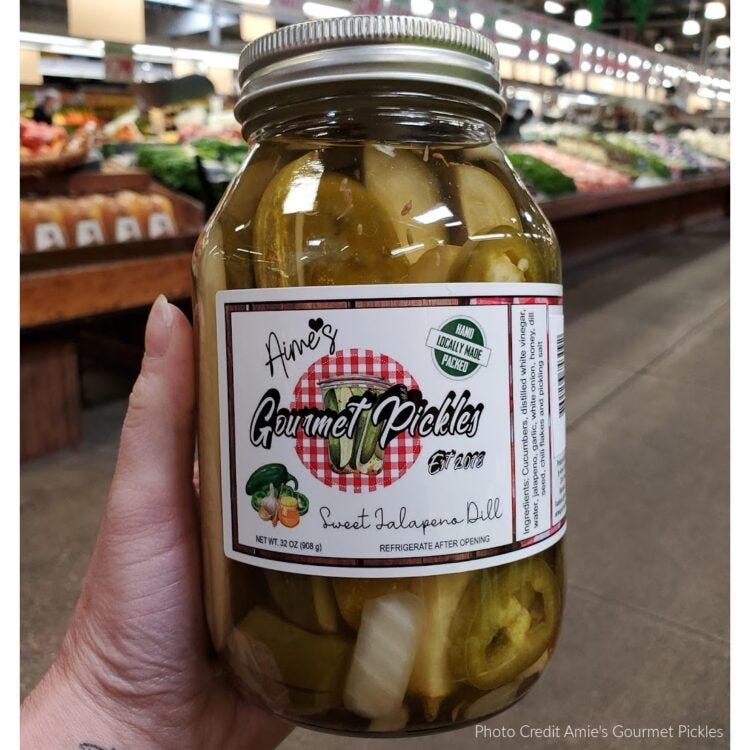 Aime's
HAND
LOCALLY MADE
PACKED
Gourmet Pickles
Est 2018
Sweet Jalapeno Dill
NET WT. 32 OZ (908 g)
REFRIGERATE AFTER OPENING
Ingredients: Cucumbers, distilled white vinegar,
water, jalapeno, garlic, white onion, honey, dill
seed, chili flakes and pickling salt
A A A
Photo Credit Amie's Gourmet Pickles